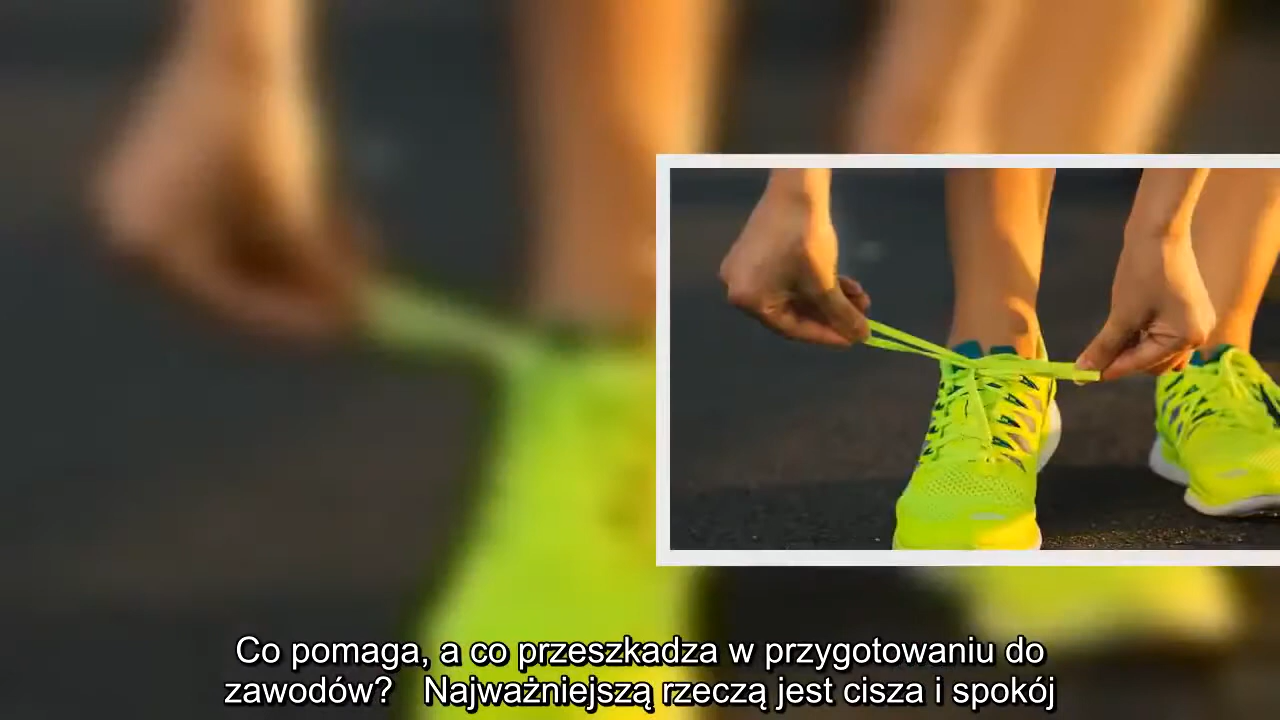 Co pomaga, a co przeszkadza w przygotowaniu do
zawodów? Najważniejszą rzeczą jest cisza i spokój